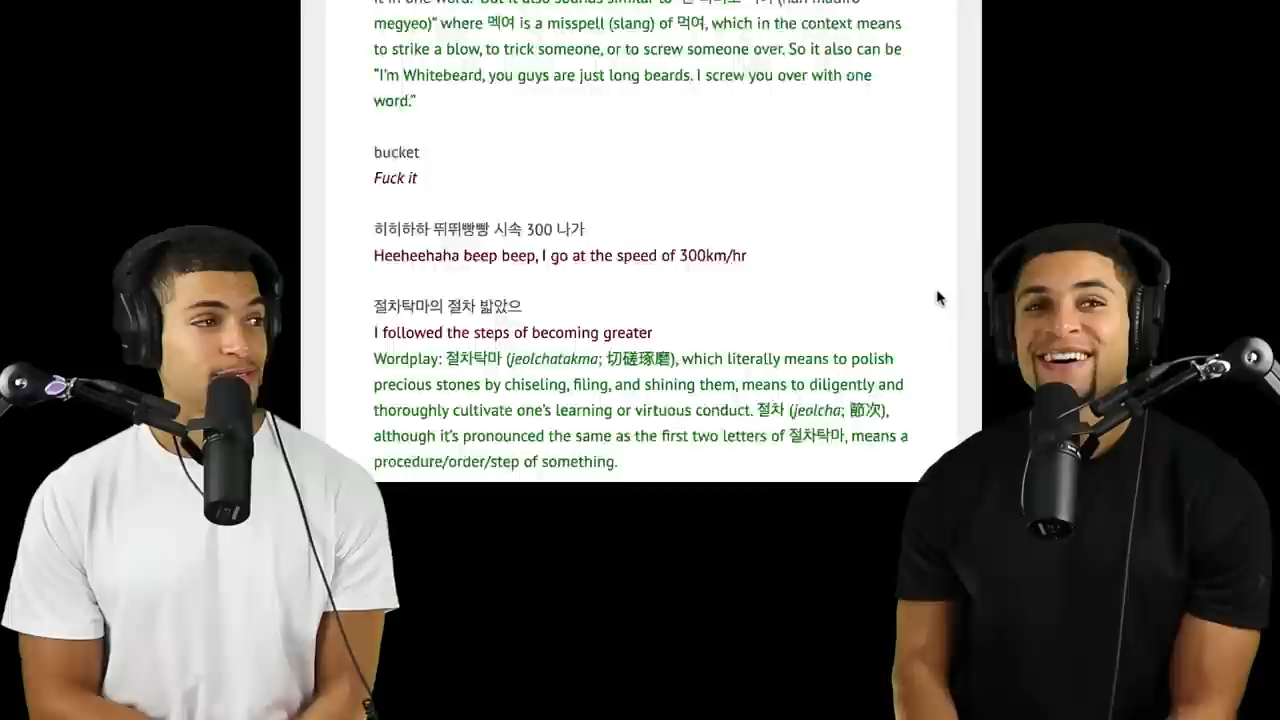 megyeo)" where 멕여 is a misspell (slang) of 먹여, which in the context means
to strike a blow, to trick someone, or to screw someone over. So it also can be
"I'm Whitebeard, you guys are just long beards. I screw you over with one
word."
bucket
Fuck it
히히하하 뛰뛰빵빵 시속 300 나가
Heeheehaha beep beep, I go at the speed of 300km/hr
절차탁마의 절차 밟았으
I followed the steps of becoming greater
Wordplay: 절차탁마 (jeolchatakma; 切磋琢磨), which literally means to polish
precious stones by chiseling, filing, and shining them, means to diligently and
thoroughly cultivate one's learning or virtuous conduct. 절차 (jeolcha; 節次),
although it's pronounced the same as the first two letters of 절차탁마, means a
procedure/order/step of something.